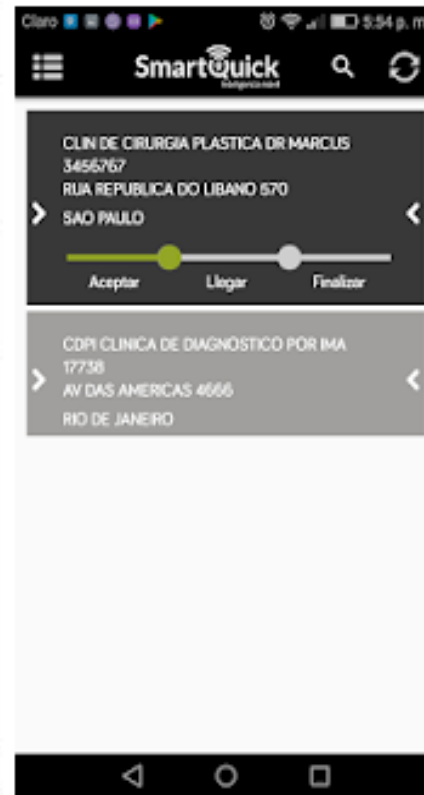 Claro 5:54 p. m
SmartQuick
CLIN DE CIRURGIA PLASTICA DR MARCUS
3456767
RUA REPUBLICA DO LIBANO 570
SAO PAULO
Aceptar Llegar Finalizar
CDPI CLINICA DE DIAGNOSTICO POR IMA
17738
AV DAS AMERICAS 4666
RIO DE JANEIRO